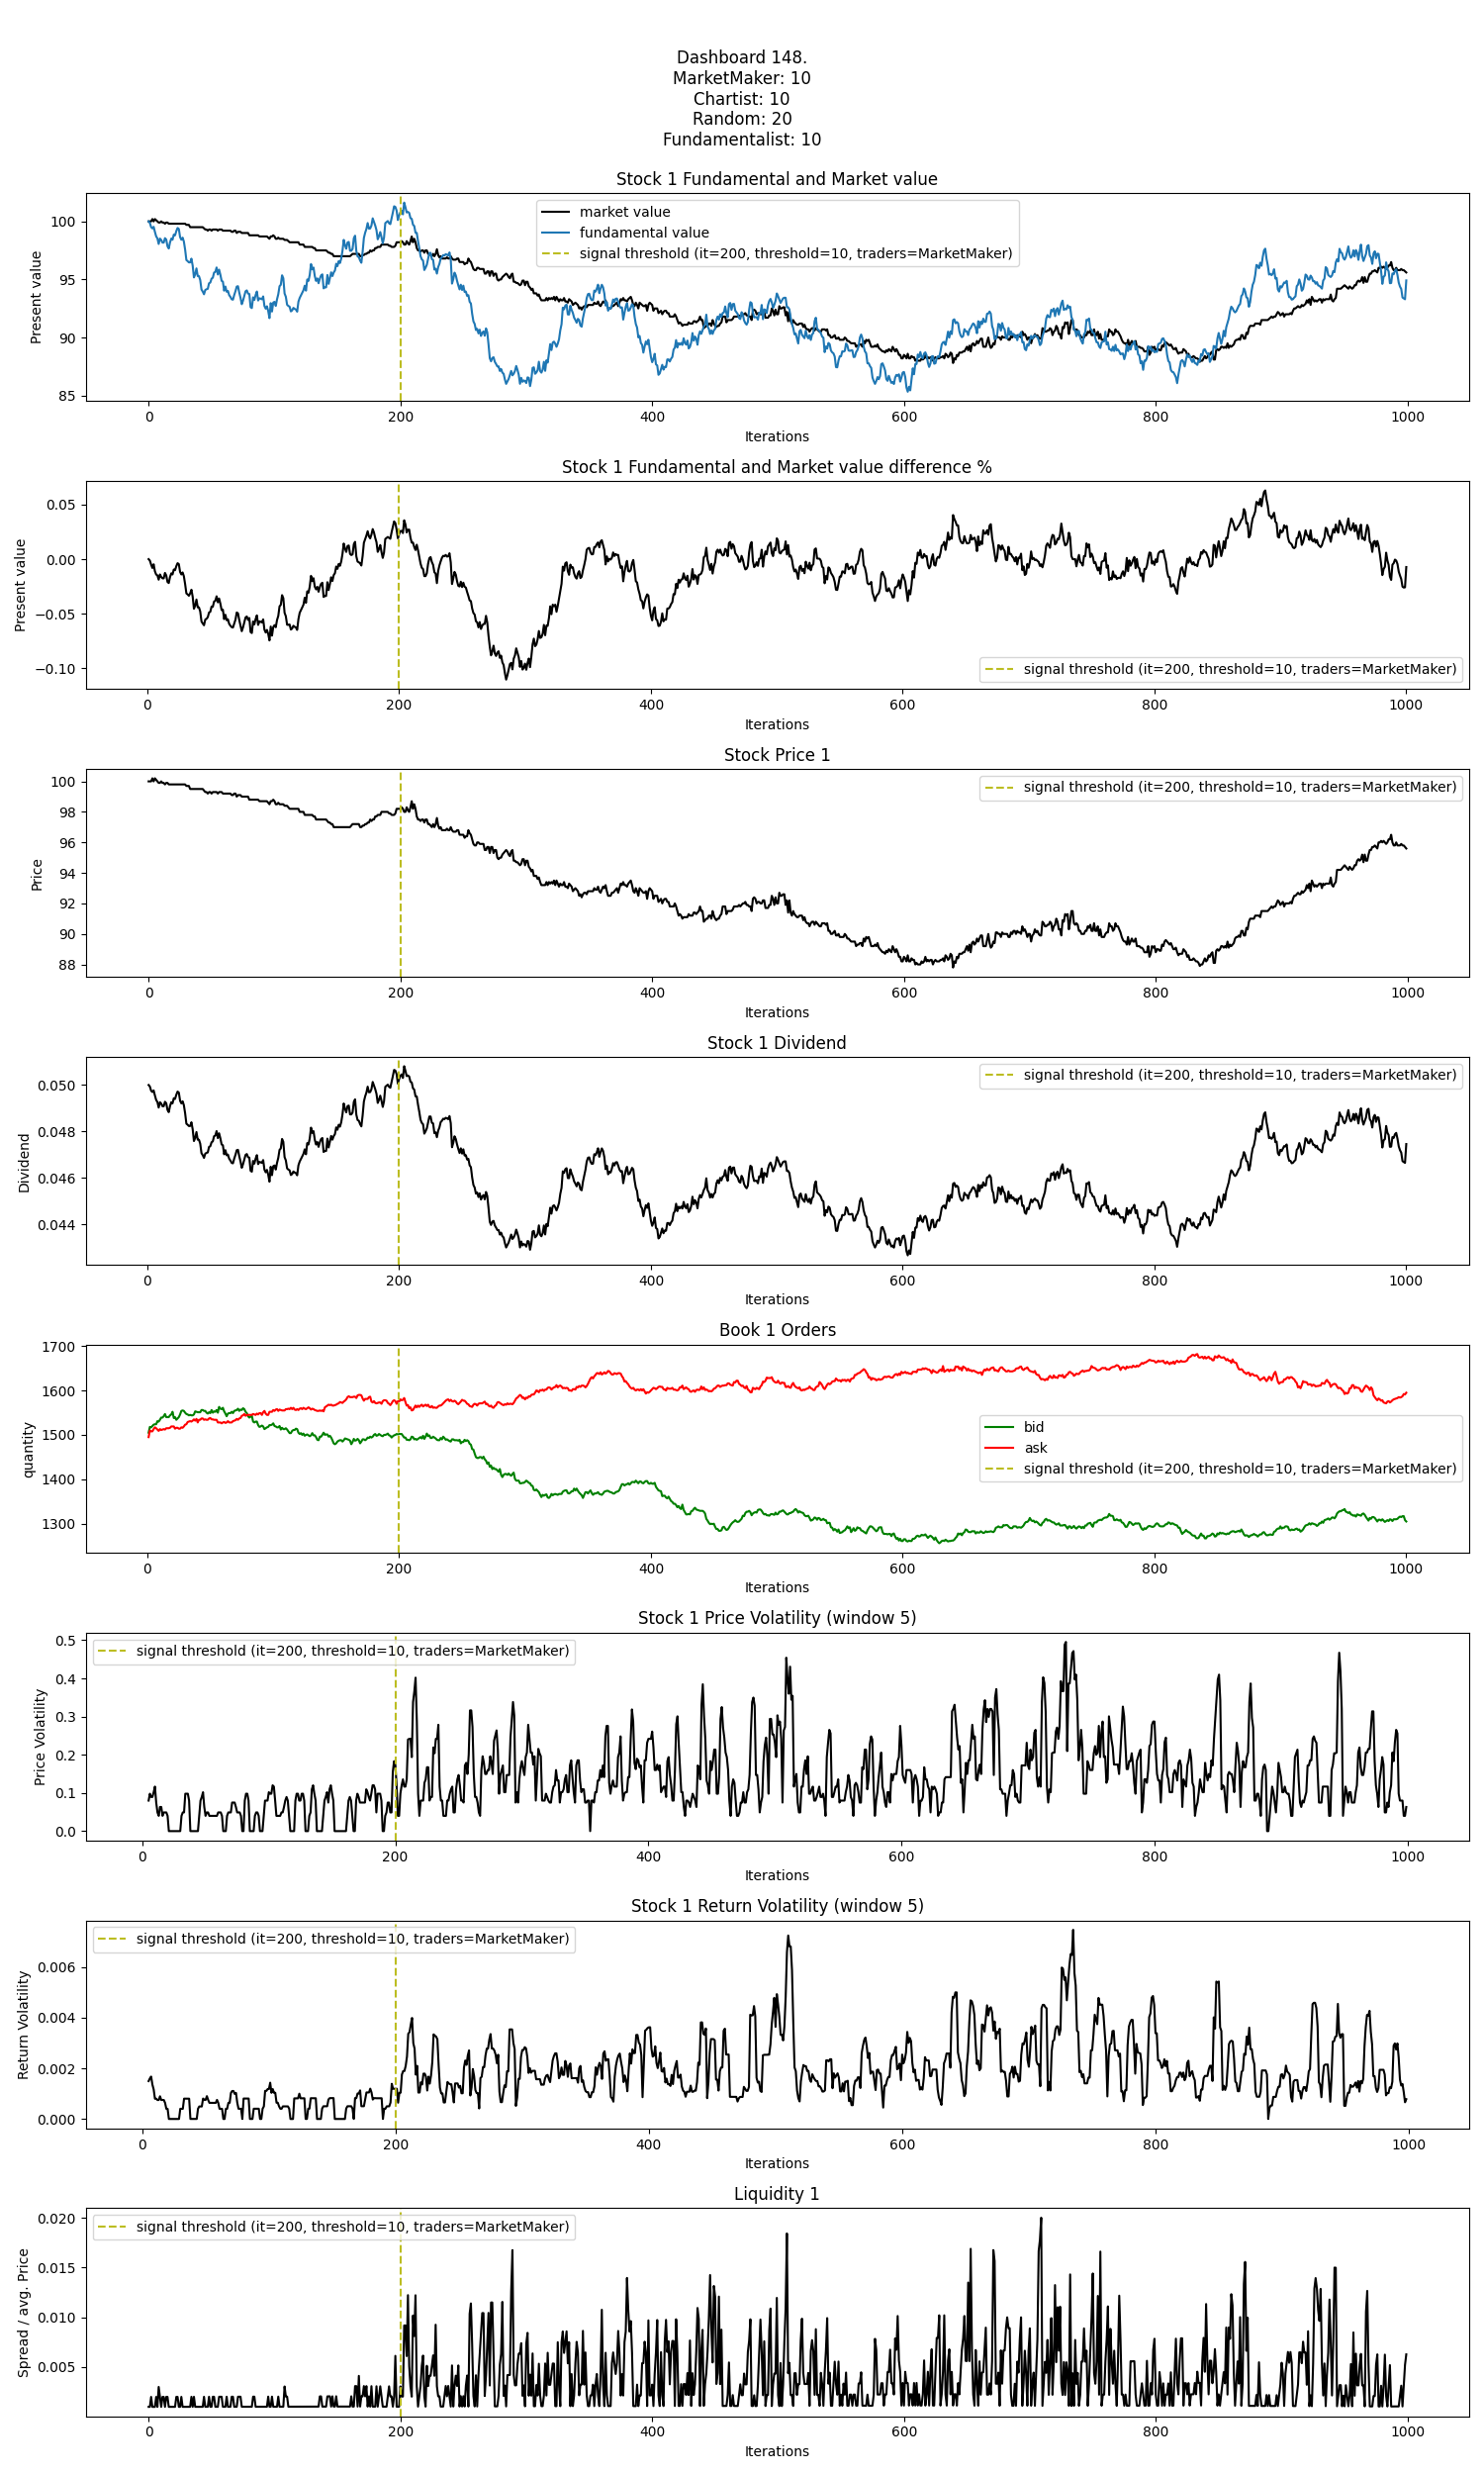 Dashboard 148.
MarketMaker: 10
Chartist: 10
Random: 20
Fundamentalist: 10
Stock 1 Fundamental and Market value
market value
fundamental value
signal threshold (it=200, threshold=10, traders=MarketMaker)
Present value
100
95
90
85
0 200 400 600 800 1000
Iterations
Stock 1 Fundamental and Market value difference %
Present value
0.05
0.00
−0.05
−0.10
signal threshold (it=200, threshold=10, traders=MarketMaker)
0 200 400 600 800 1000
Iterations
Stock Price 1
signal threshold (it=200, threshold=10, traders=MarketMaker)
Price
100
98
96
94
92
90
88
0 200 400 600 800 1000
Iterations
Stock 1 Dividend
signal threshold (it=200, threshold=10, traders=MarketMaker)
Dividend
0.050
0.048
0.046
0.044
0 200 400 600 800 1000
Iterations
Book 1 Orders
quantity
1700
1600
1500
1400
1300
bid
ask
signal threshold (it=200, threshold=10, traders=MarketMaker)
0 200 400 600 800 1000
Iterations
Stock 1 Price Volatility (window 5)
signal threshold (it=200, threshold=10, traders=MarketMaker)
Price Volatility
0.5
0.4
0.3
0.2
0.1
0.0
0 200 400 600 800 1000
Iterations
Stock 1 Return Volatility (window 5)
signal threshold (it=200, threshold=10, traders=MarketMaker)
Return Volatility
0.006
0.004
0.002
0.000
0 200 400 600 800 1000
Iterations
Liquidity 1
signal threshold (it=200, threshold=10, traders=MarketMaker)
Spread / avg. Price
0.020
0.015
0.010
0.005
0 200 400 600 800 1000
Iterations